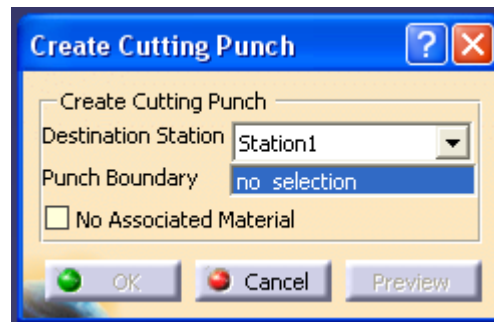 Create Cutting Punch
Create Cutting Punch
Destination Station Station1
Punch Boundary no selection
No Associated Material
OK Cancel Preview